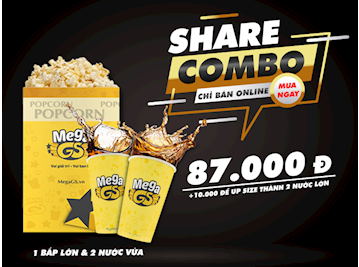 SHARE
COMBO
CHỈ BÁN ONLINE
MUA
NGAY
POPCORN POPCORN
POPCORN
Mega
GS
MegaGS.vn
Mega
GS
Mega
GS
87.000 Đ
+10.000 ĐỂ UP SIZE THÀNH 2 NƯỚC LỚN
1 BẮP LỚN & 2 NƯỚC VỪA